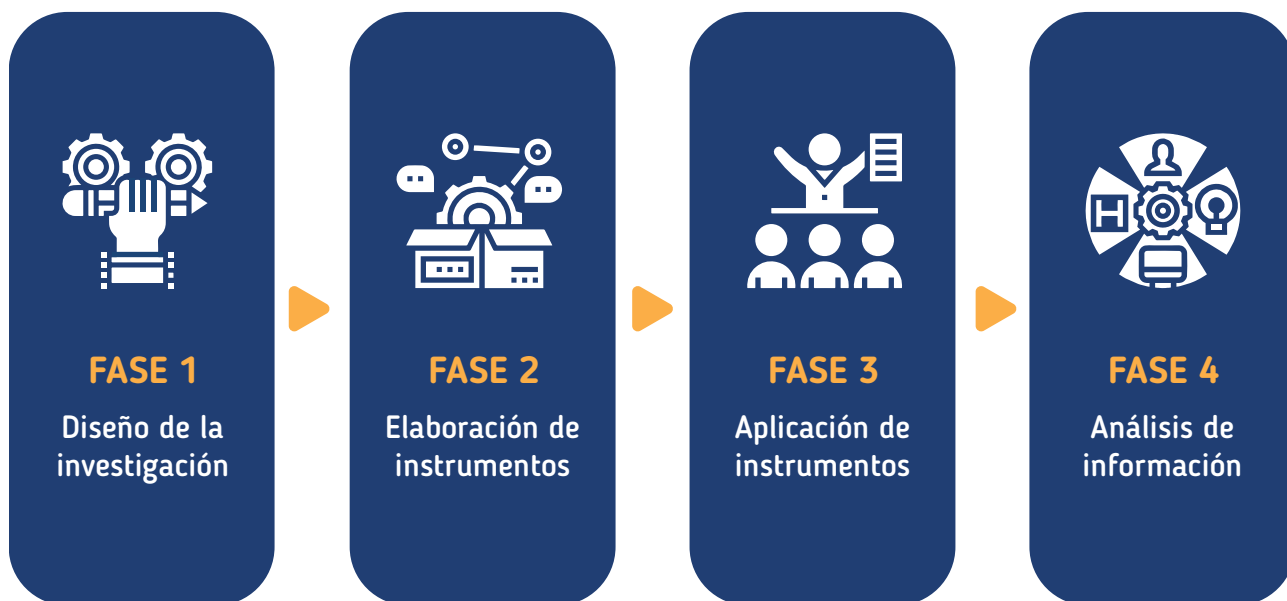 FASE 1
Diseño de la
investigación
FASE 2
Elaboración de
instrumentos
FASE 3
Aplicación de
instrumentos
FASE 4
Análisis de
información